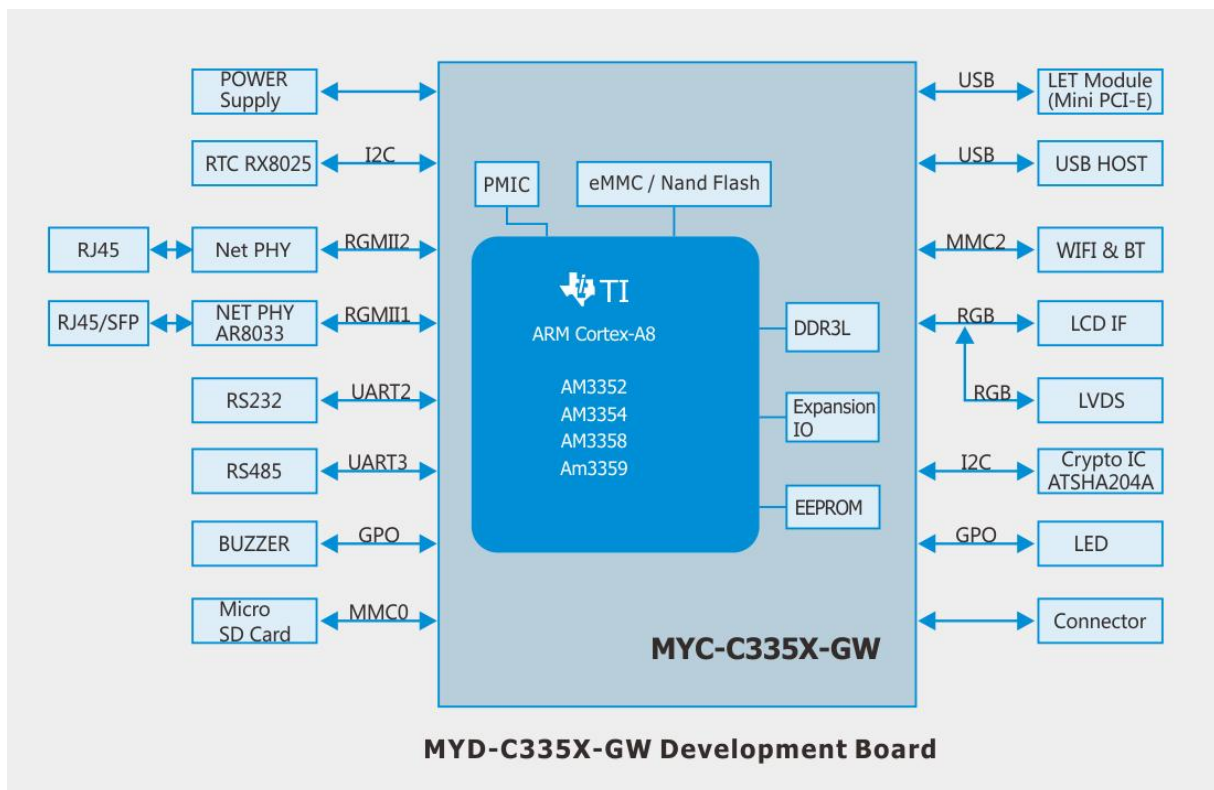 POWER
Supply
RTC RX8025
I2C
RJ45
Net PHY
RGMII2
RJ45/SFP
NET PHY
AR8033
RGMII1
RS232
UART2
RS485
UART3
BUZZER
GPO
Micro
SD Card
MMC0
PMIC
eMMC / Nand Flash
TI
ARM Cortex-A8
AM3352
AM3354
AM3358
Am3359
DDR3L
Expansion
IO
EEPROM
MYC-C335X-GW
USB
LET Module
(Mini PCI-E)
USB
USB HOST
MMC2
WIFI & BT
RGB
LCD IF
RGB
LVDS
I2C
Crypto IC
ATSHA204A
GPO
LED
Connector
MYD-C335X-GW Development Board